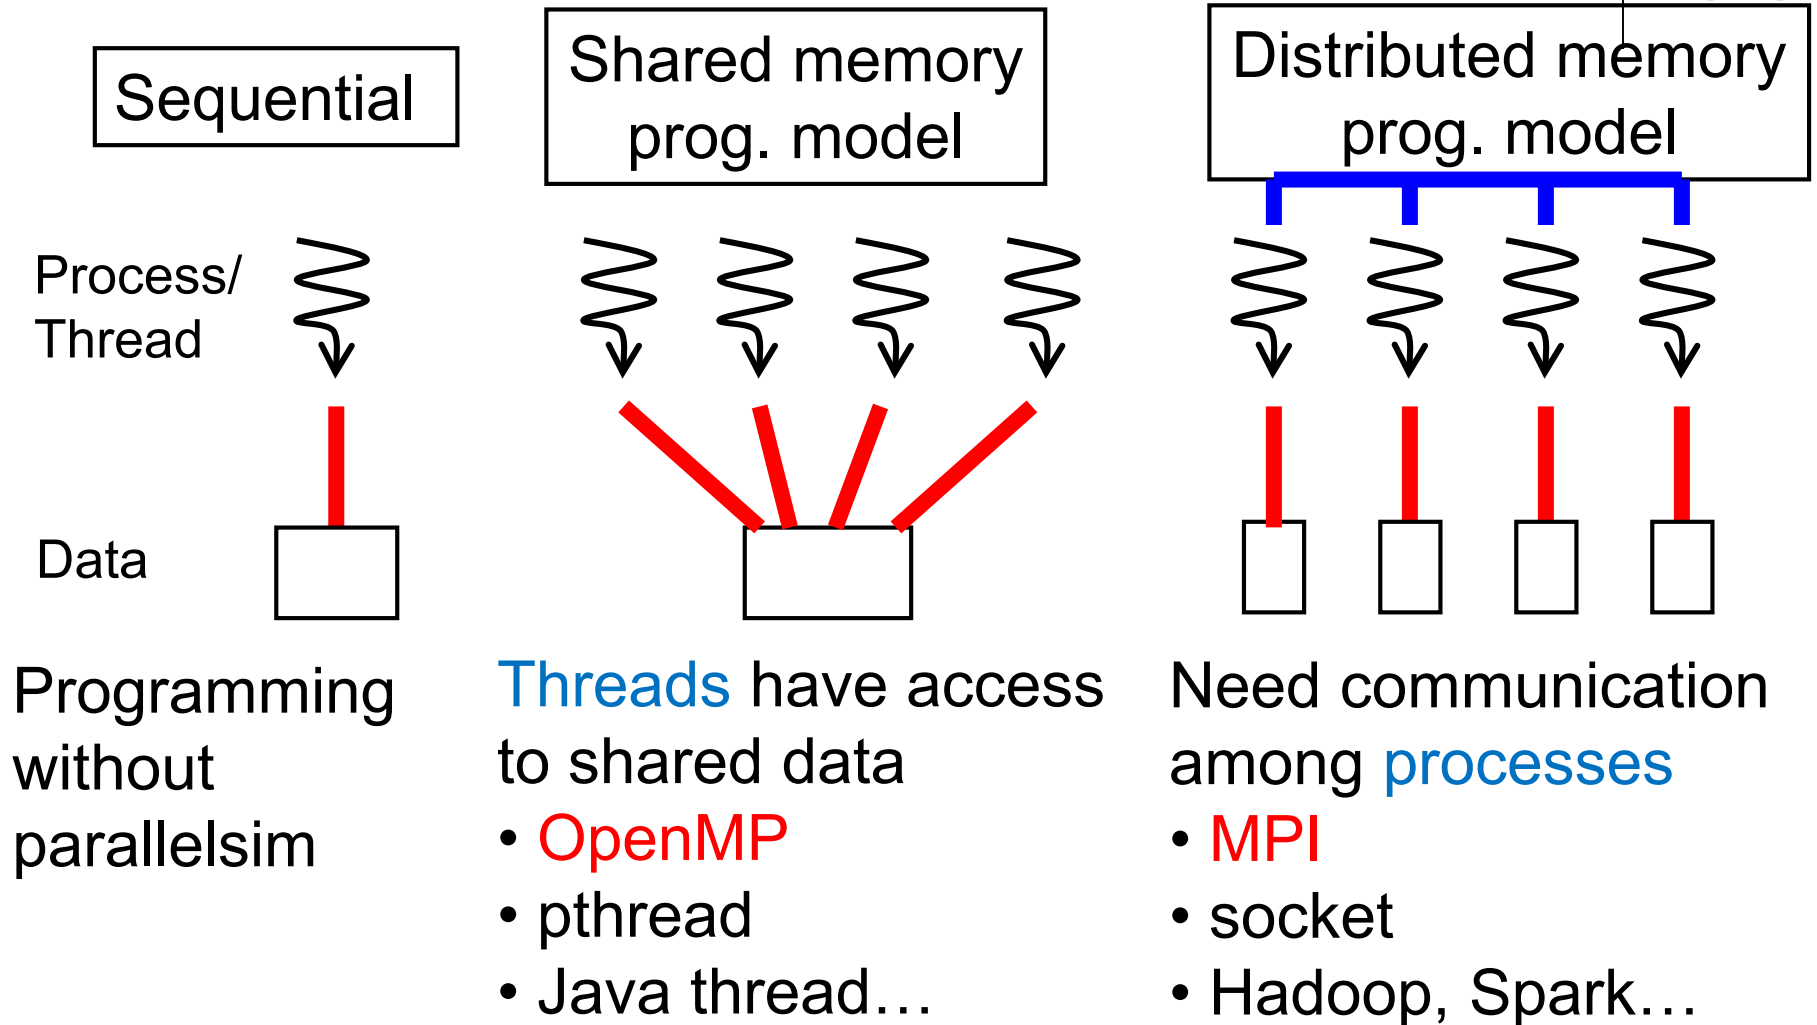 Sequential
Shared memory
prog. model
Distributed memory
prog. model
Process/
Thread
Data
Programming
without
parallelsim
Threads have access
to shared data
• OpenMP
• pthread
• Java thread…
Need communication
among processes
• MPI
• socket
• Hadoop, Spark…